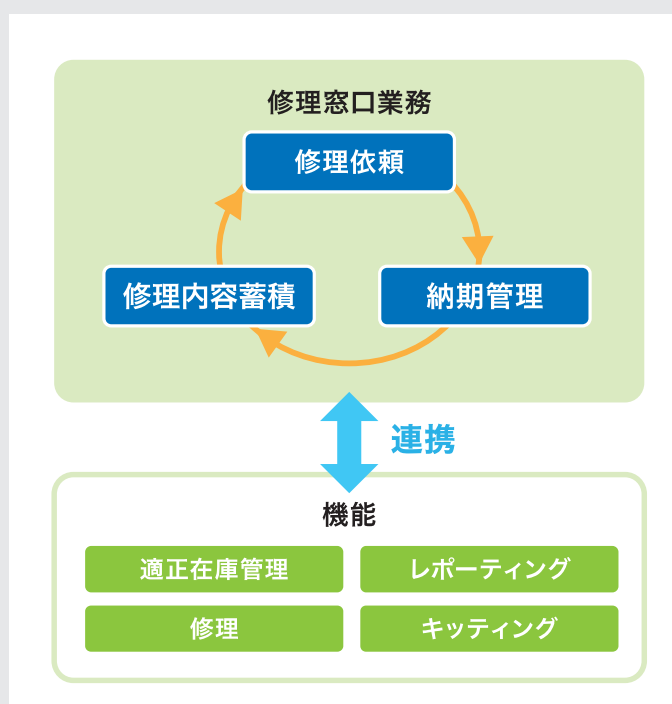 修理窓口業務
修理依頼
修理内容蓄積
納期管理
連携
機能
適正在庫管理
レポーティング
修理
キッティング